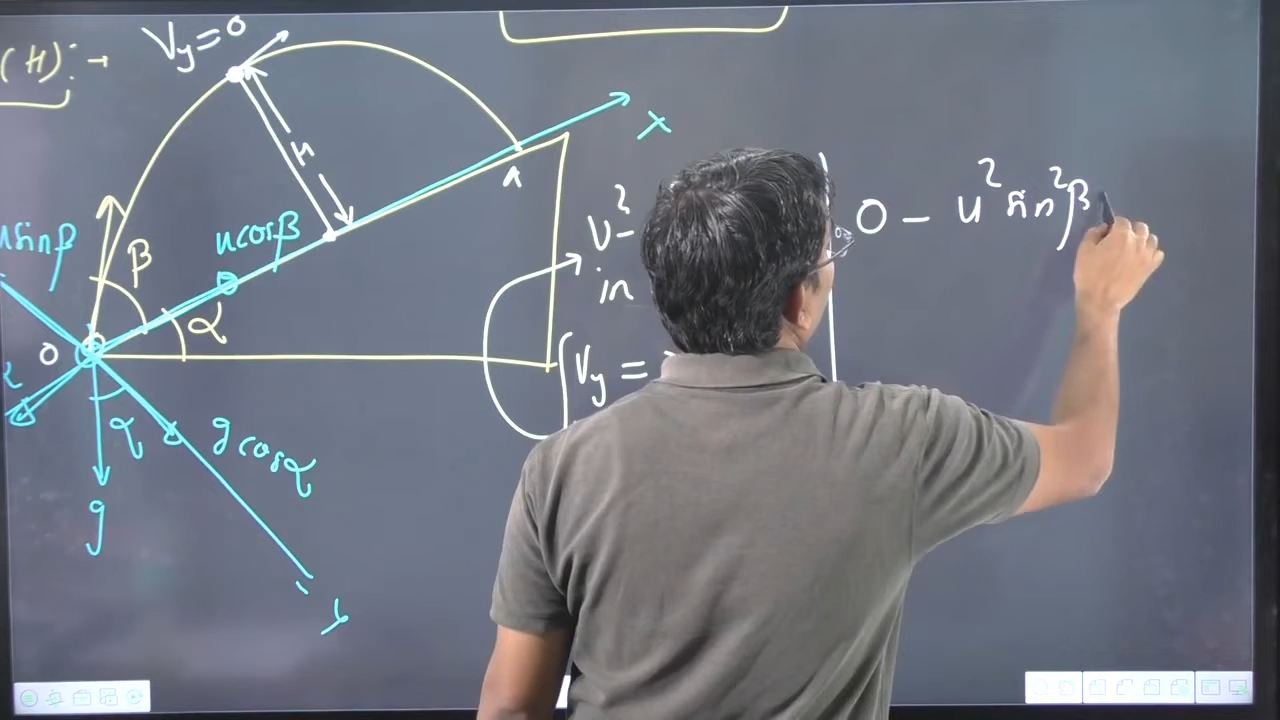 (H):→
Vy=0
H
A
X
u sinβ
β
u cosβ
α
O
α
g cosα
g
y
v² -
in
Vy =
0 - u² sin²β